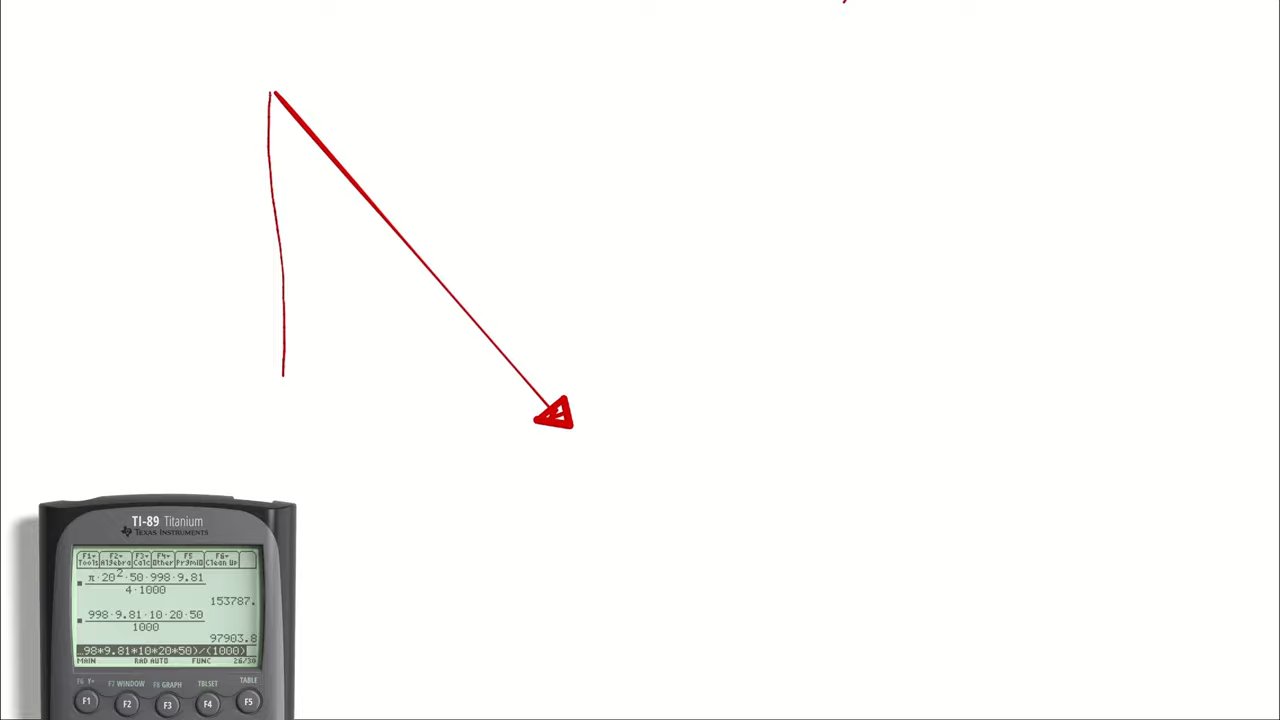 TI-89 Titanium
TEXAS INSTRUMENTS
F1▾ Tools F2▾ Algebra F3▾ Calc F4▾ Other F5 PrgmIO F6▾ Clean Up
π·20²·50·998·9.81
4·1000
153787.
998·9.81·10·20·50
1000
97903.8
…98*9.81*10*20*50)/(1000)
MAIN RAD AUTO FUNC 26/30
F6 F7 WINDOW F8 GRAPH TBLSET TABLE
F1 F2 F3 F4 F5